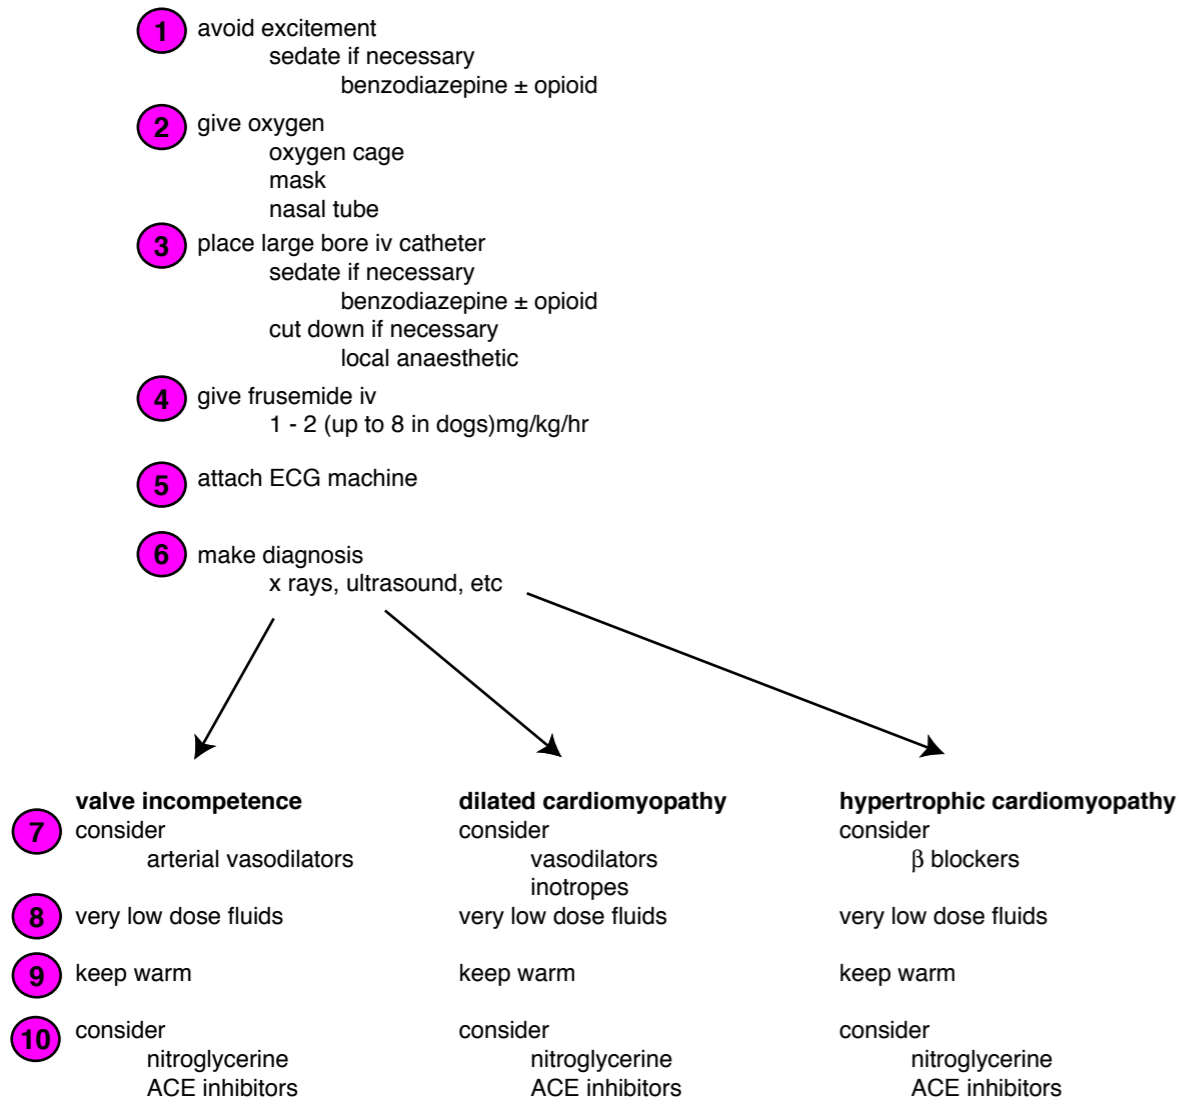 1 avoid excitement
sedate if necessary
benzodiazepine ± opioid
2 give oxygen
oxygen cage
mask
nasal tube
3 place large bore iv catheter
sedate if necessary
benzodiazepine ± opioid
cut down if necessary
local anaesthetic
4 give frusemide iv
1 - 2 (up to 8 in dogs)mg/kg/hr
5 attach ECG machine
6 make diagnosis
x rays, ultrasound, etc
valve incompetence dilated cardiomyopathy hypertrophic cardiomyopathy
7 consider consider consider
arterial vasodilators vasodilators β blockers
inotropes
8 very low dose fluids very low dose fluids very low dose fluids
9 keep warm keep warm keep warm
10 consider consider consider
nitroglycerine nitroglycerine nitroglycerine
ACE inhibitors ACE inhibitors ACE inhibitors